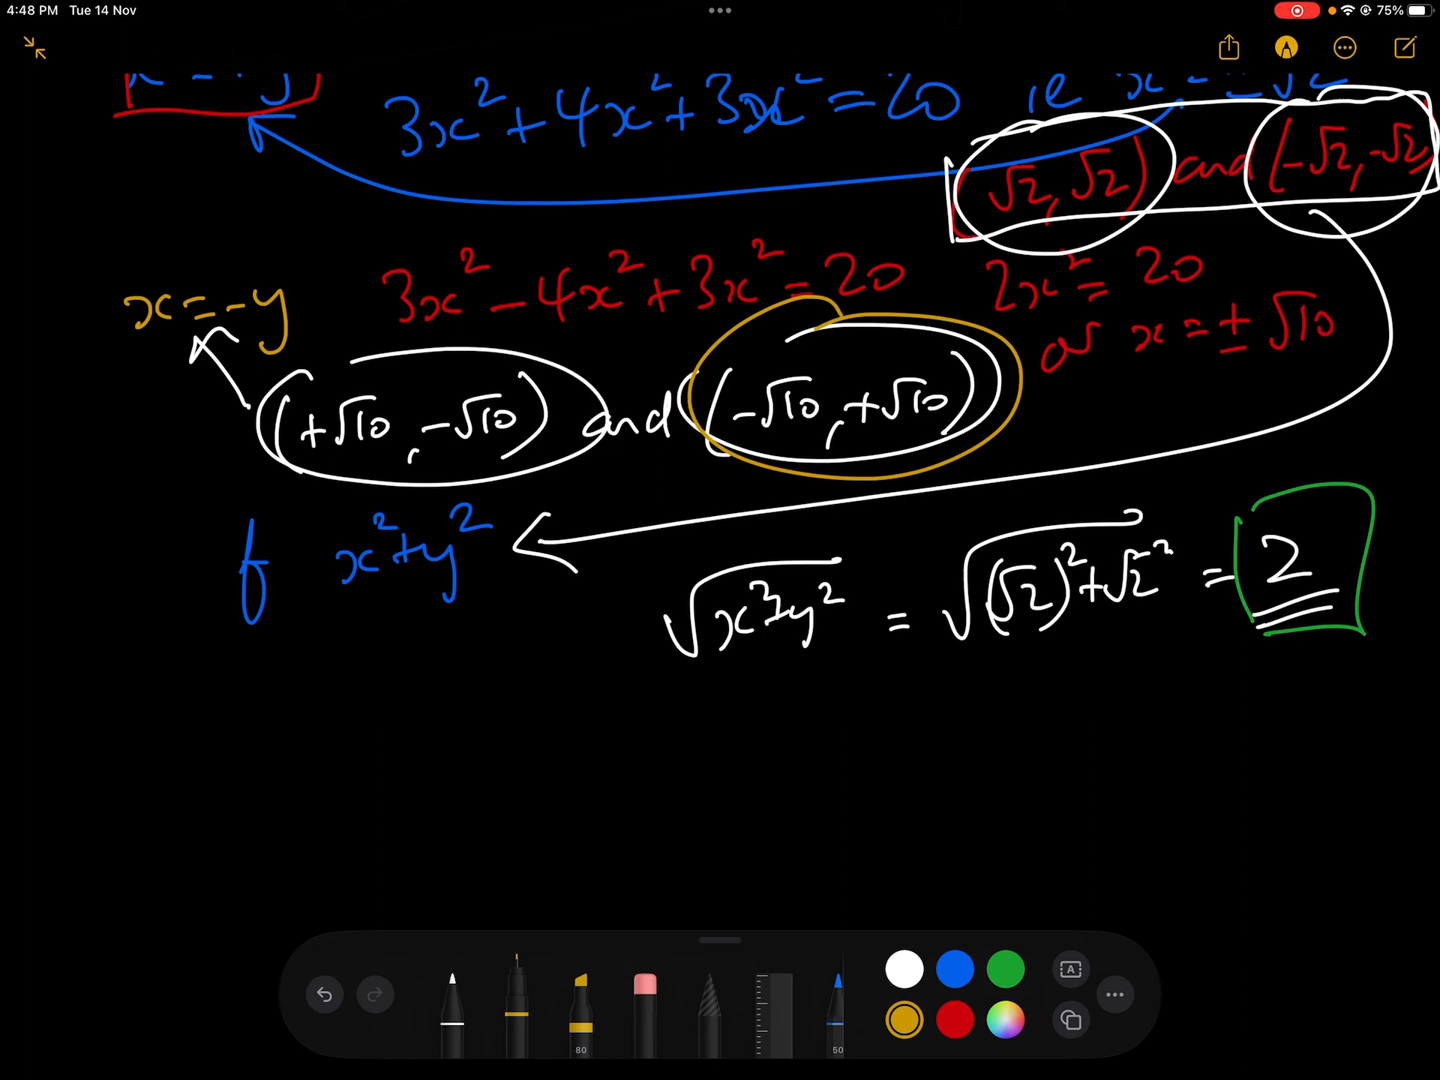 4:48 PM Tue 14 Nov
75%
3x² + 4x² + 3x² = 20 ie
(√2, √2) and (-√2, -√2)
x = -y 3x² - 4x² + 3x² = 20 2x² = 20
or x = ± √10
(+√10, -√10) and (-√10, +√10)
f x² + y²
√x² + y² = √(√2)² + √2² = 2
80
50
A